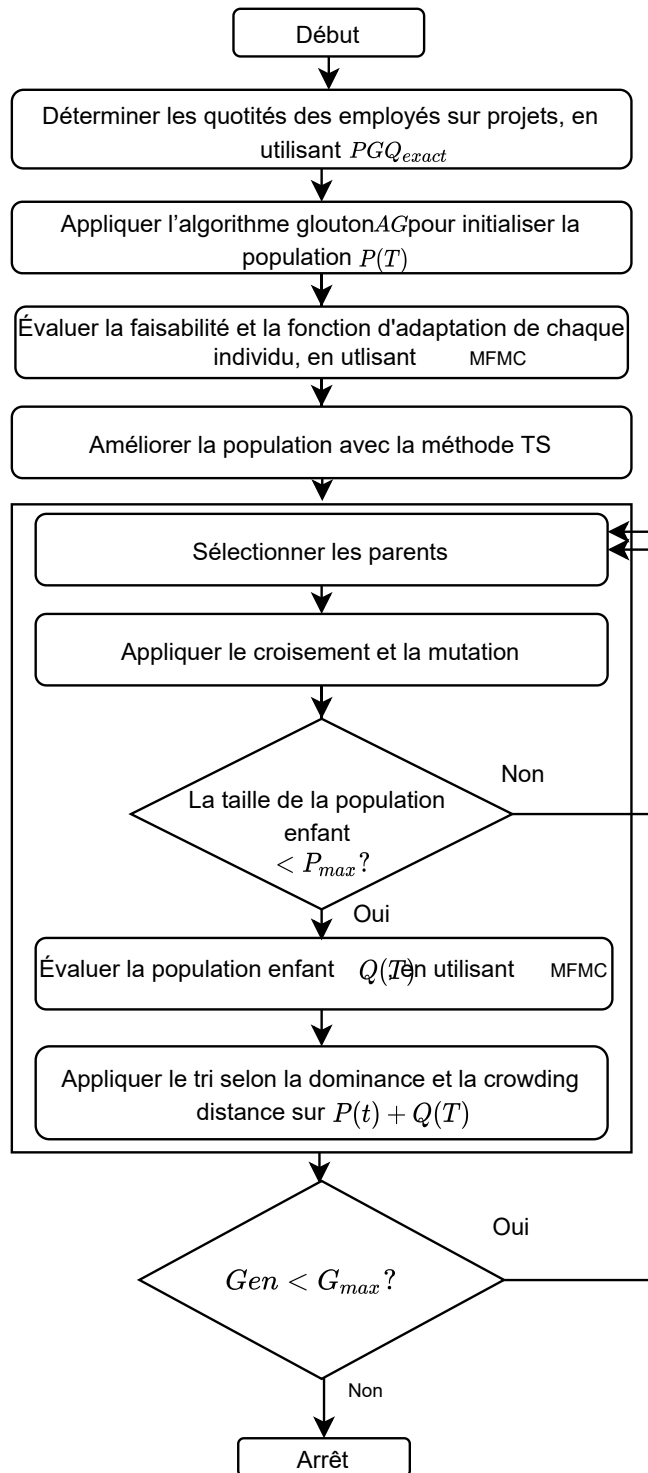 Début
Déterminer les quotités des employés sur projets, en
utilisant PGQ_exact
Appliquer l'algorithme gloutonAGpour initialiser la
population P(T)
Évaluer la faisabilité et la fonction d'adaptation de chaque
individu, en utlisant MFMC
Améliorer la population avec la méthode TS
Sélectionner les parents
Appliquer le croisement et la mutation
Non
La taille de la population
enfant
< P_max?
Oui
Évaluer la population enfant Q(T), en utilisant MFMC
Appliquer le tri selon la dominance et la crowding
distance sur P(t) + Q(T)
Oui
Gen < G_max?
Non
Arrêt